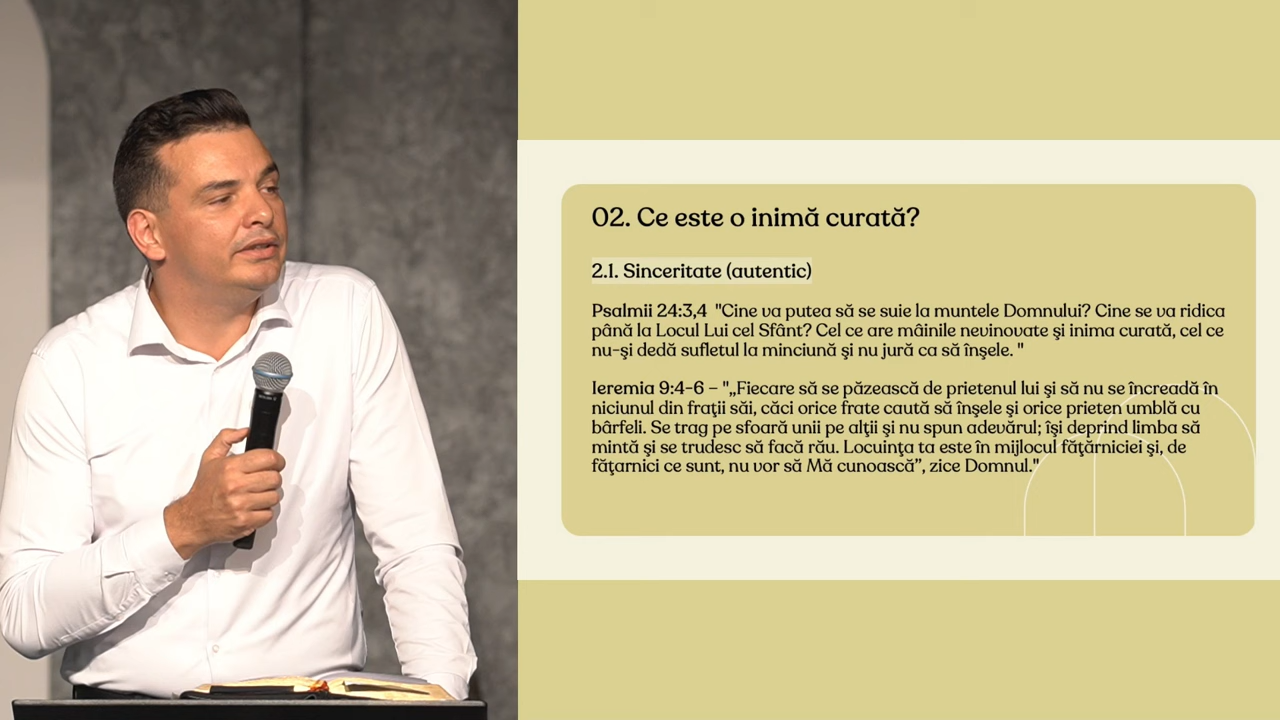 02. Ce este o inimă curată?
2.1. Sinceritate (autentic)
Psalmii 24:3,4 "Cine va putea să se suie la muntele Domnului? Cine se va ridica
până la Locul Lui cel Sfânt? Cel ce are mâinile nevinovate şi inima curată, cel ce
nu-şi dedă sufletul la minciună şi nu jură ca să înşele. "
Ieremia 9:4-6 – "„Fiecare să se păzească de prietenul lui şi să nu se încreadă în
niciunul din fraţii săi, căci orice frate caută să înşele şi orice prieten umblă cu
bârfeli. Se trag pe sfoară unii pe alţii şi nu spun adevărul; îşi deprind limba să
mintă şi se trudesc să facă rău. Locuinţa ta este în mijlocul făţărniciei şi, de
făţarnici ce sunt, nu vor să Mă cunoască”, zice Domnul."